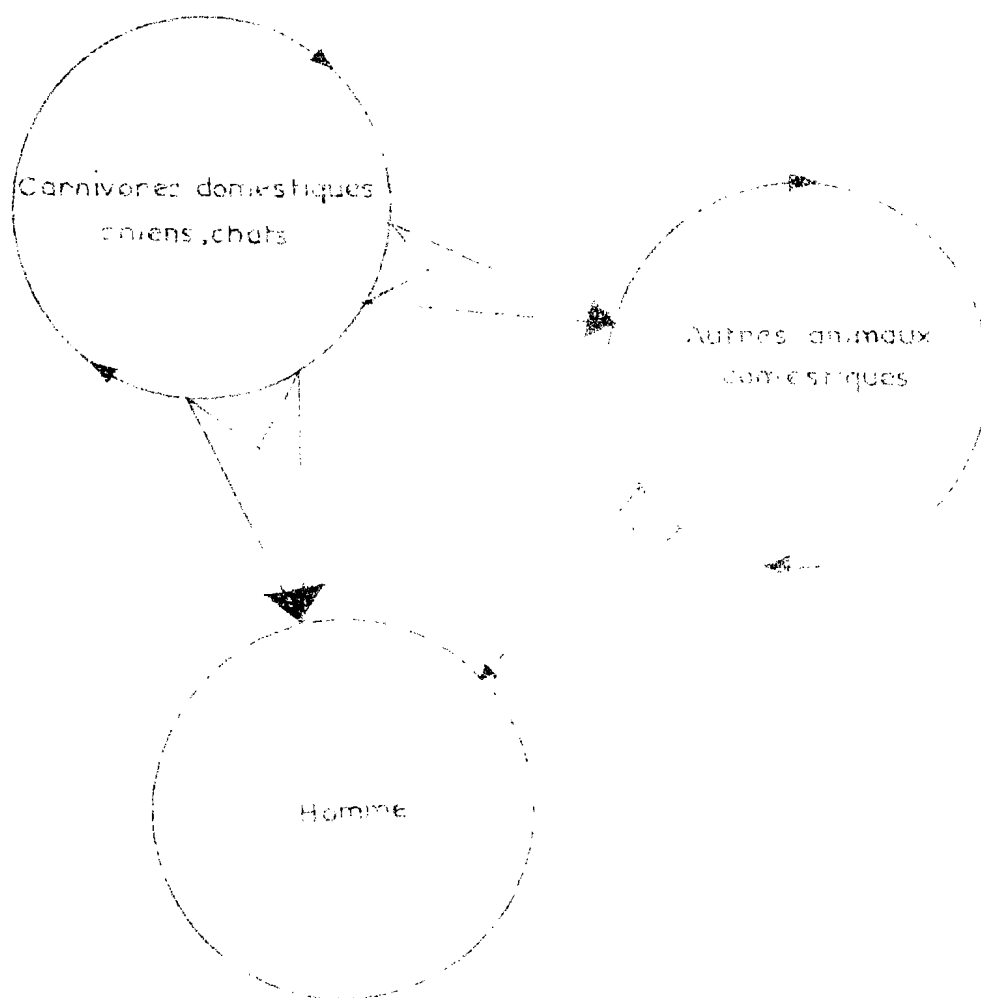 Carnivores domestiques
chiens, chats
Autres animaux
domestiques
Homme